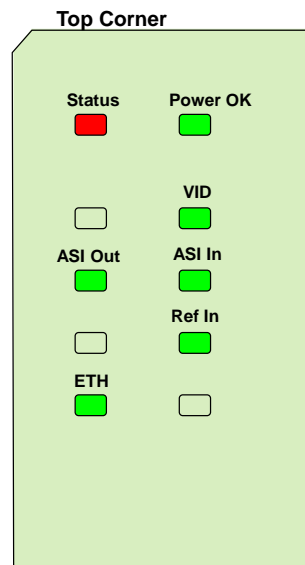 Top Corner
Status Power OK
VID
ASI Out ASI In
Ref In
ETH